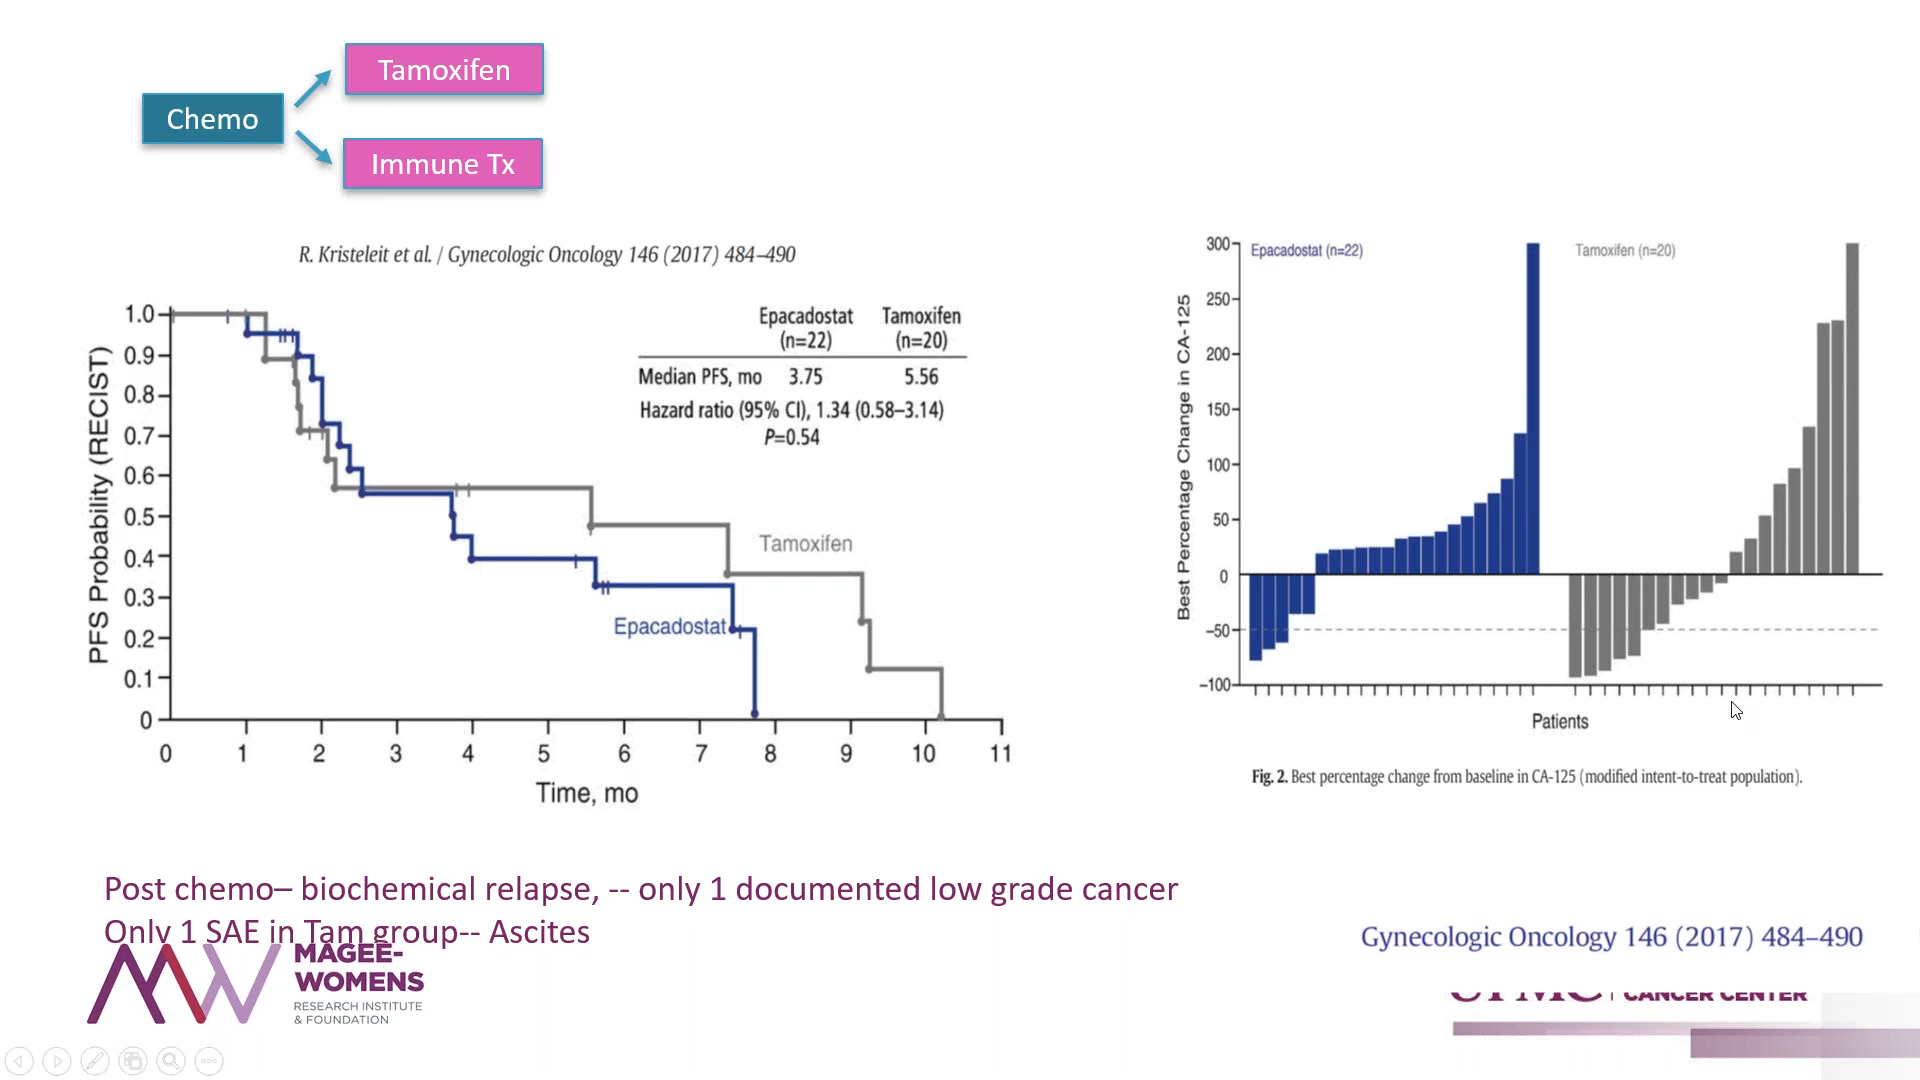 Tamoxifen
Chemo
Immune Tx
R. Kristeleit et al. / Gynecologic Oncology 146 (2017) 484–490
PFS Probability (RECIST)
1.0
0.9
0.8
0.7
0.6
0.5
0.4
0.3
0.2
0.1
0
Epacadostat Tamoxifen
(n=22) (n=20)
Median PFS, mo 3.75 5.56
Hazard ratio (95% CI), 1.34 (0.58–3.14)
P=0.54
Tamoxifen
Epacadostat
0 1 2 3 4 5 6 7 8 9 10 11
Time, mo
Best Percentage Change in CA-125
300
250
200
150
100
50
0
−50
−100
Epacadostat (n=22)
Tamoxifen (n=20)
Patients
Fig. 2. Best percentage change from baseline in CA-125 (modified intent-to-treat population).
Post chemo– biochemical relapse, -- only 1 documented low grade cancer
Only 1 SAE in Tam group-- Ascites
Gynecologic Oncology 146 (2017) 484–490
MAGEE-
WOMENS
RESEARCH INSTITUTE
& FOUNDATION
UPMC | CANCER CENTER